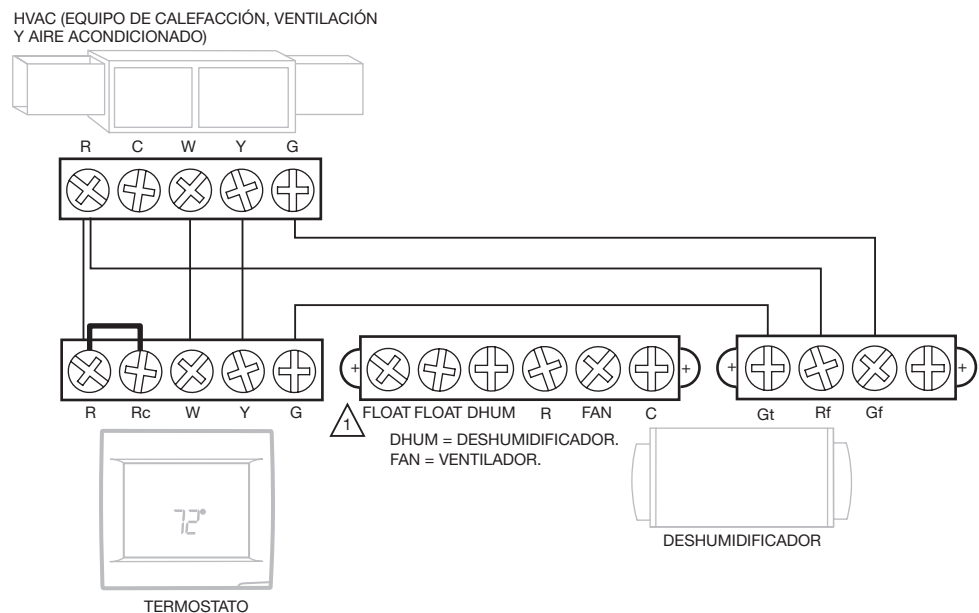 HVAC (EQUIPO DE CALEFACCIÓN, VENTILACIÓN
Y AIRE ACONDICIONADO)
R C W Y G
R Rc W Y G
1 FLOAT FLOAT DHUM R FAN C
Gt Rf Gf
DHUM = DESHUMIDIFICADOR.
FAN = VENTILADOR.
72°
DESHUMIDIFICADOR
TERMOSTATO